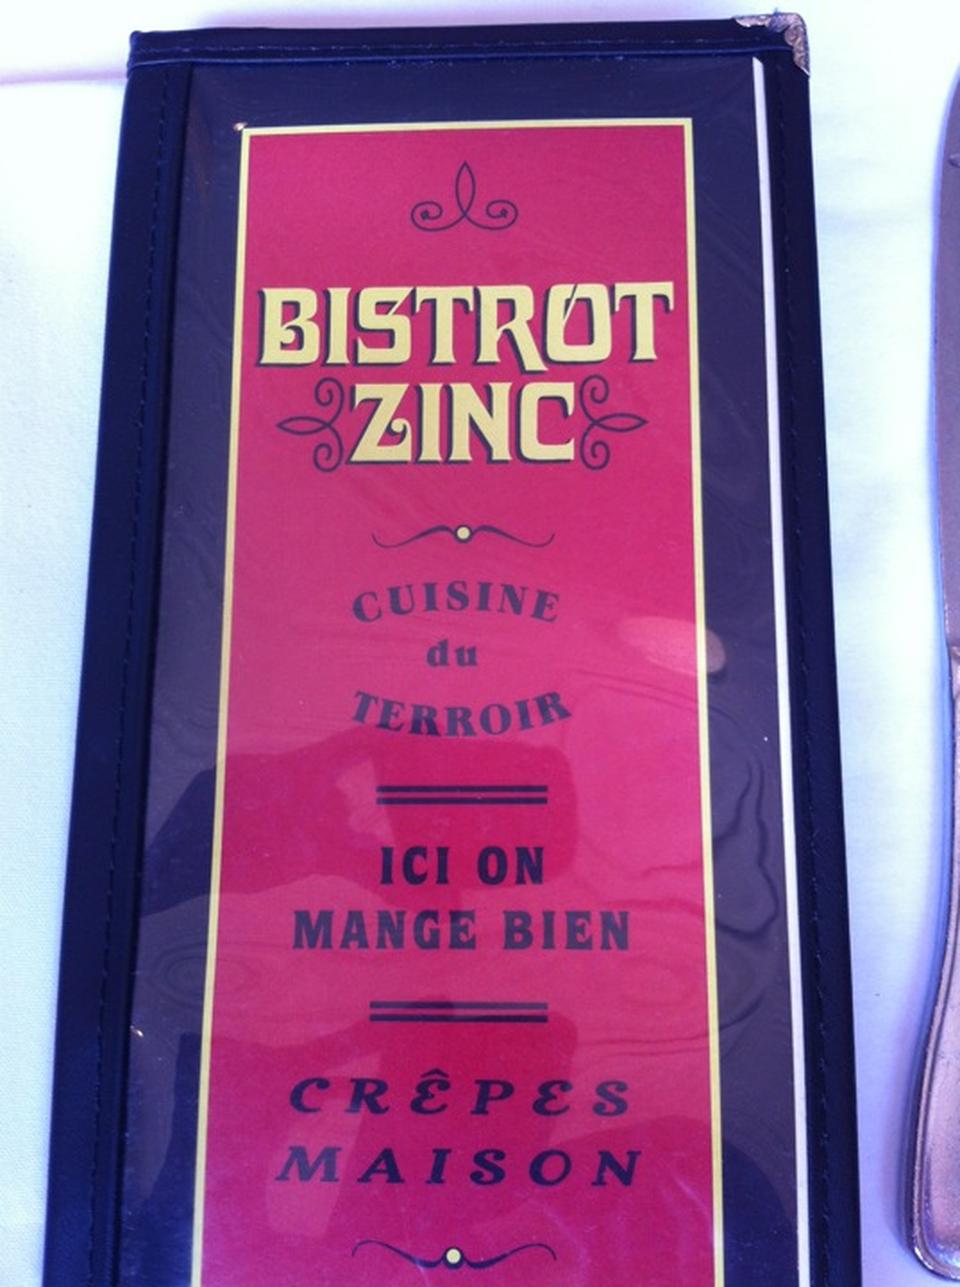 BISTROT
ZINC
CUISINE
du
TERROIR
ICI ON
MANGE BIEN
CRÊPES
MAISON